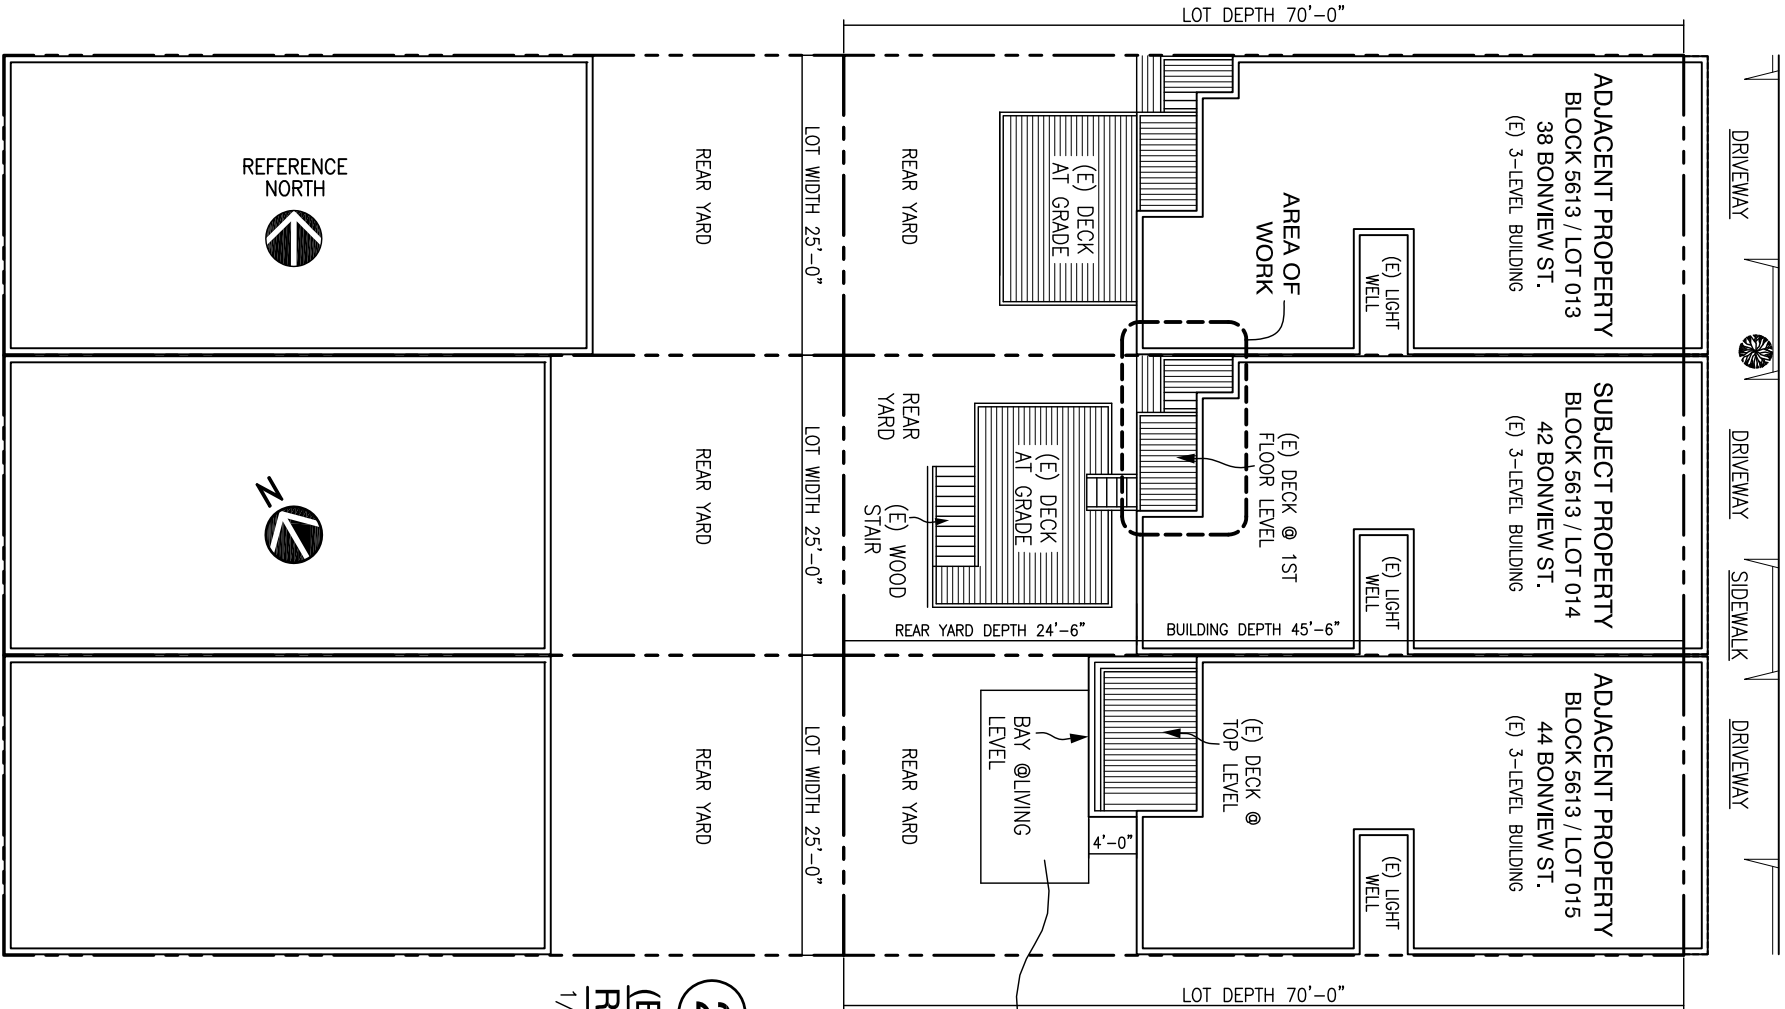 LOT DEPTH 70'-0"
DRIVEWAY
DRIVEWAY
SIDEWALK
DRIVEWAY
ADJACENT PROPERTY
BLOCK 5613 / LOT 013
38 BONVIEW ST.
(E) 3-LEVEL BUILDING
(E) LIGHT
WELL
SUBJECT PROPERTY
BLOCK 5613 / LOT 014
42 BONVIEW ST.
(E) 3-LEVEL BUILDING
(E) LIGHT
WELL
ADJACENT PROPERTY
BLOCK 5613 / LOT 015
44 BONVIEW ST.
(E) 3-LEVEL BUILDING
(E) LIGHT
WELL
AREA OF
WORK
(E) DECK @ 1ST
FLOOR LEVEL
(E) DECK @
TOP LEVEL
BUILDING DEPTH 45'-6"
REAR YARD DEPTH 24'-6"
4'-0"
(E) DECK
AT GRADE
(E) DECK
AT GRADE
BAY @LIVING
LEVEL
REAR YARD
REAR
YARD
(E) WOOD
STAIR
REAR YARD
LOT WIDTH 25'-0"
LOT WIDTH 25'-0"
LOT WIDTH 25'-0"
REAR YARD
REAR YARD
REAR YARD
REFERENCE
NORTH
N
LOT DEPTH 70'-0"
2
(E
R
1/